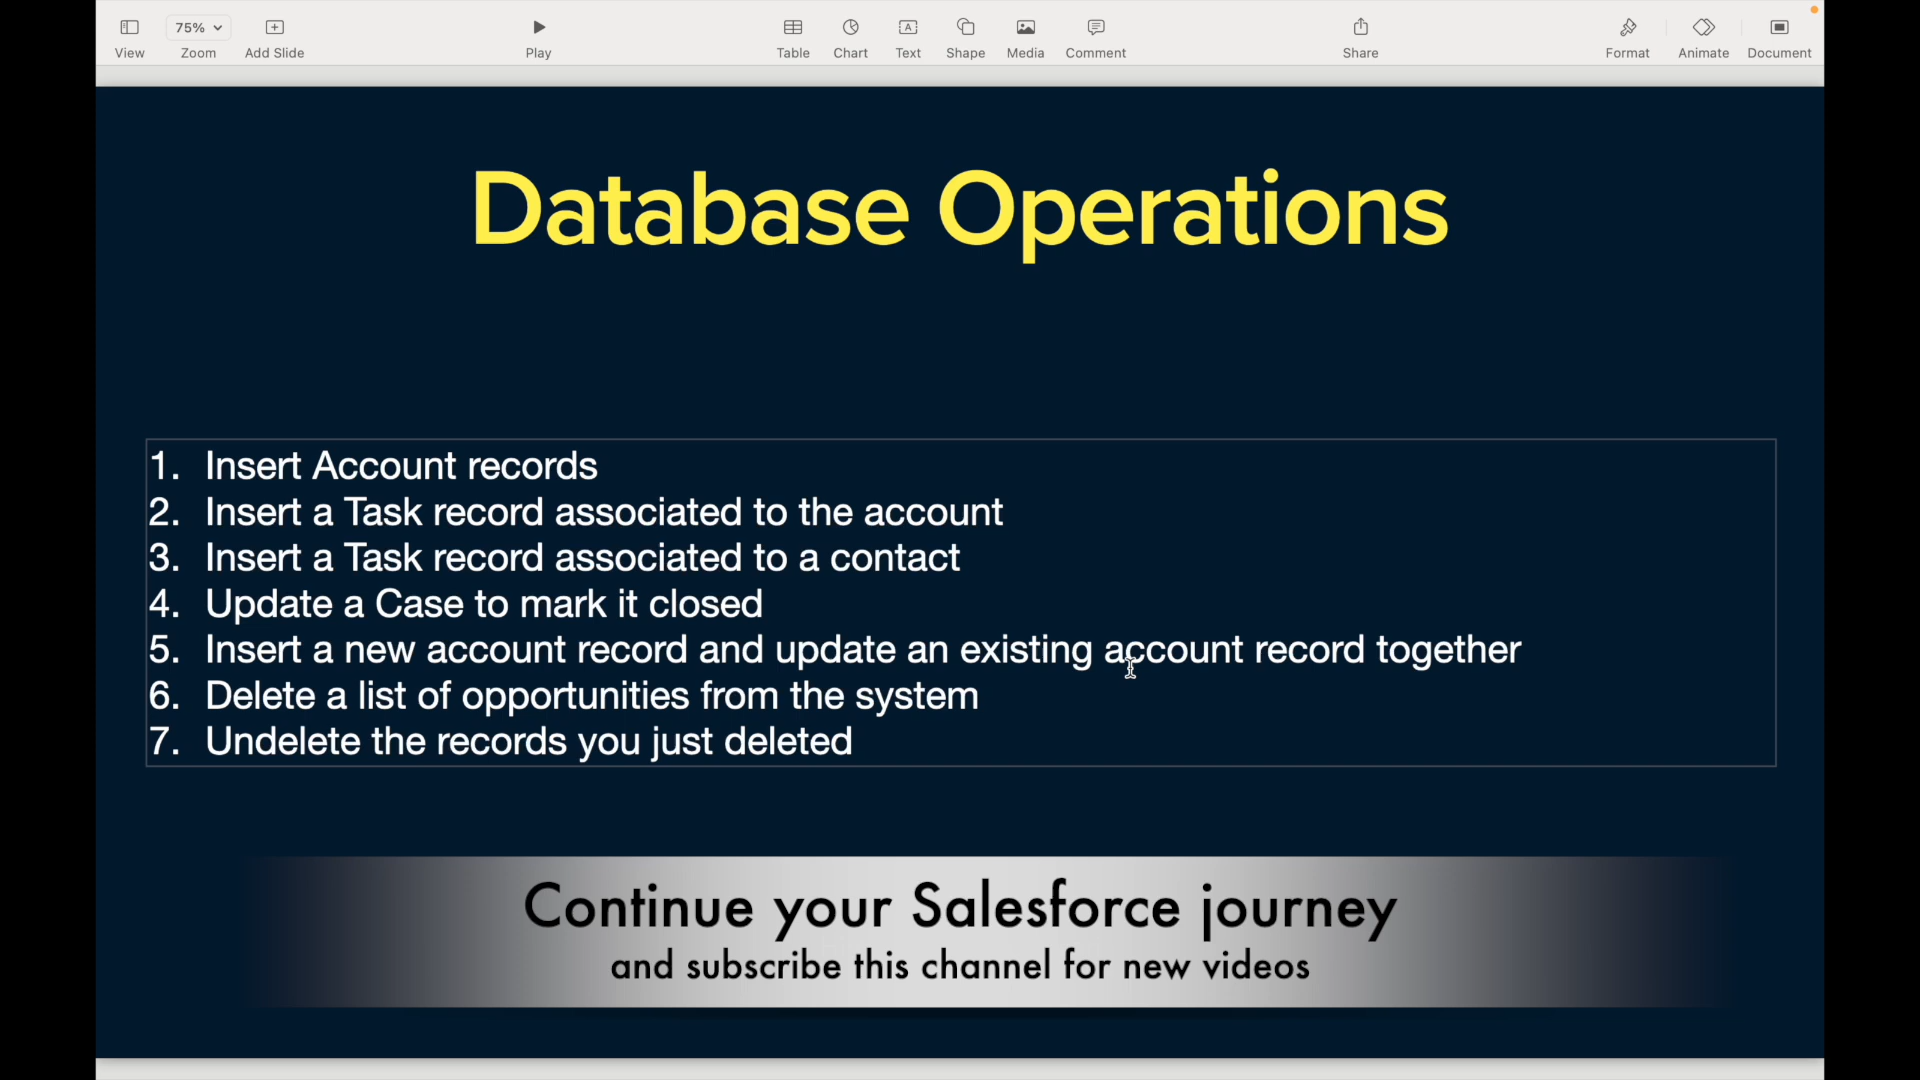 75%
View
Zoom
Add Slide
Play
Table
Chart
Text
Shape
Media
Comment
Share
Format
Animate
Document
Database Operations
1. Insert Account records
2. Insert a Task record associated to the account
3. Insert a Task record associated to a contact
4. Update a Case to mark it closed
5. Insert a new account record and update an existing account record together
6. Delete a list of opportunities from the system
7. Undelete the records you just deleted
Continue your Salesforce journey
and subscribe this channel for new videos